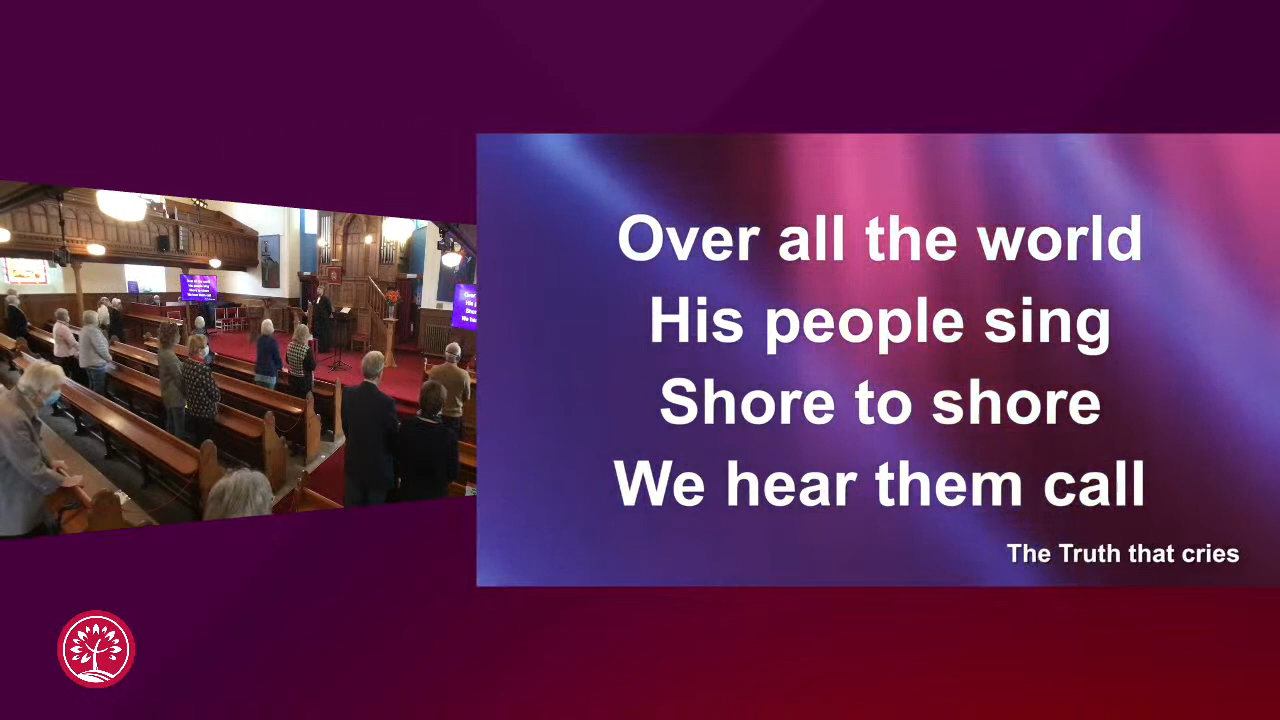 Over all the world
His people sing
Shore to shore
We hear them call
The Truth that cries